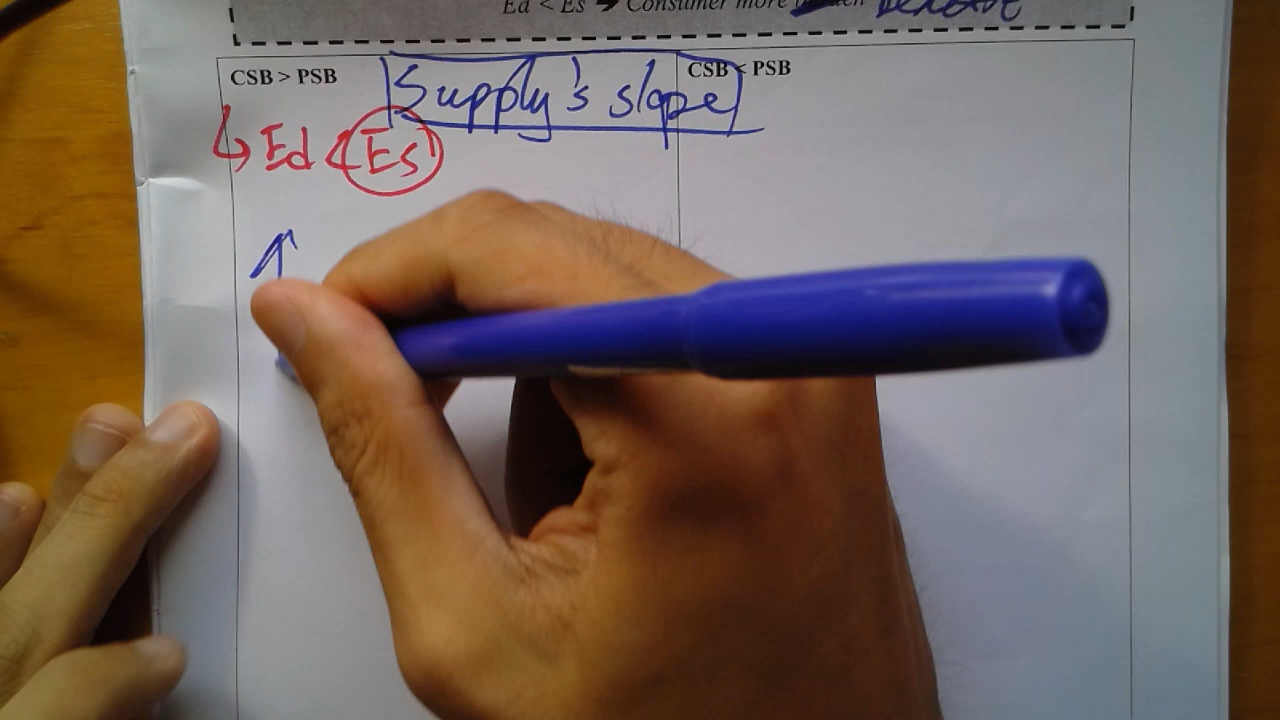 Ed < Es → Consumer more
CSB > PSB
Supply's slope
CSB < PSB
↳ Ed < Es